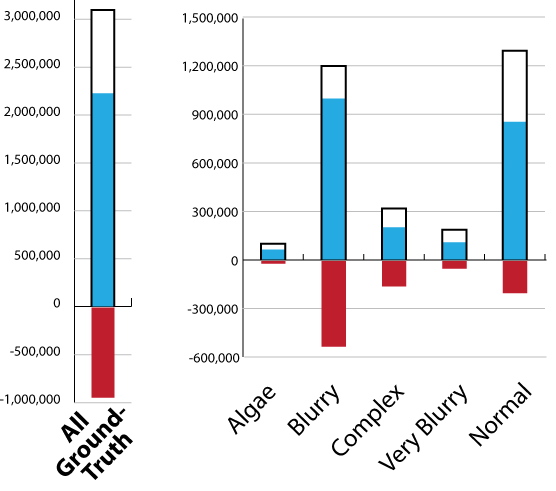 3,000,000
2,500,000
2,000,000
1,500,000
1,000,000
500,000
0
-500,000
-1,000,000
All
Ground-
Truth
1,500,000
1,200,000
900,000
600,000
300,000
0
-300,000
-600,000
Algae
Blurry
Complex
Very Blurry
Normal